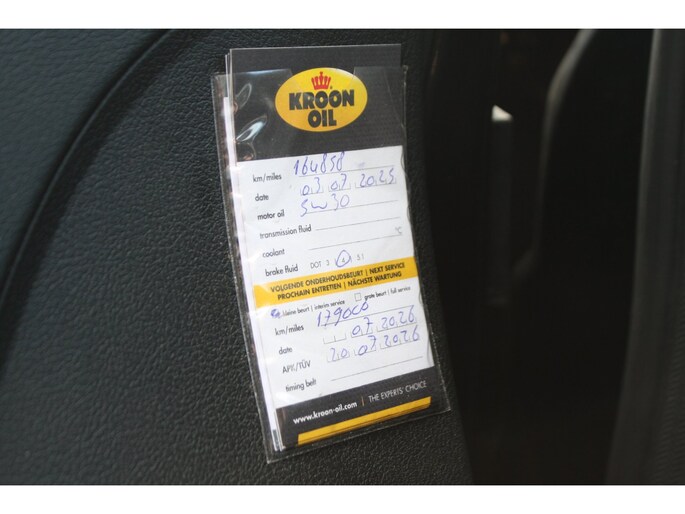 KROON
OIL
km/miles 164858
date 03 07 2025
motor oil 5w30
transmission fluid
coolant °C
brake fluid DOT 3 4 5.1
VOLGENDE ONDERHOUDSBEURT | NEXT SERVICE
PROCHAIN ENTRETIEN | NÄCHSTE WARTUNG
kleine beurt | interim service grote beurt | full service
km/miles 179000
date 07 2026
APK/TÜV 20 07 2026
timing belt
www.kroon-oil.com | THE EXPERTS' CHOICE